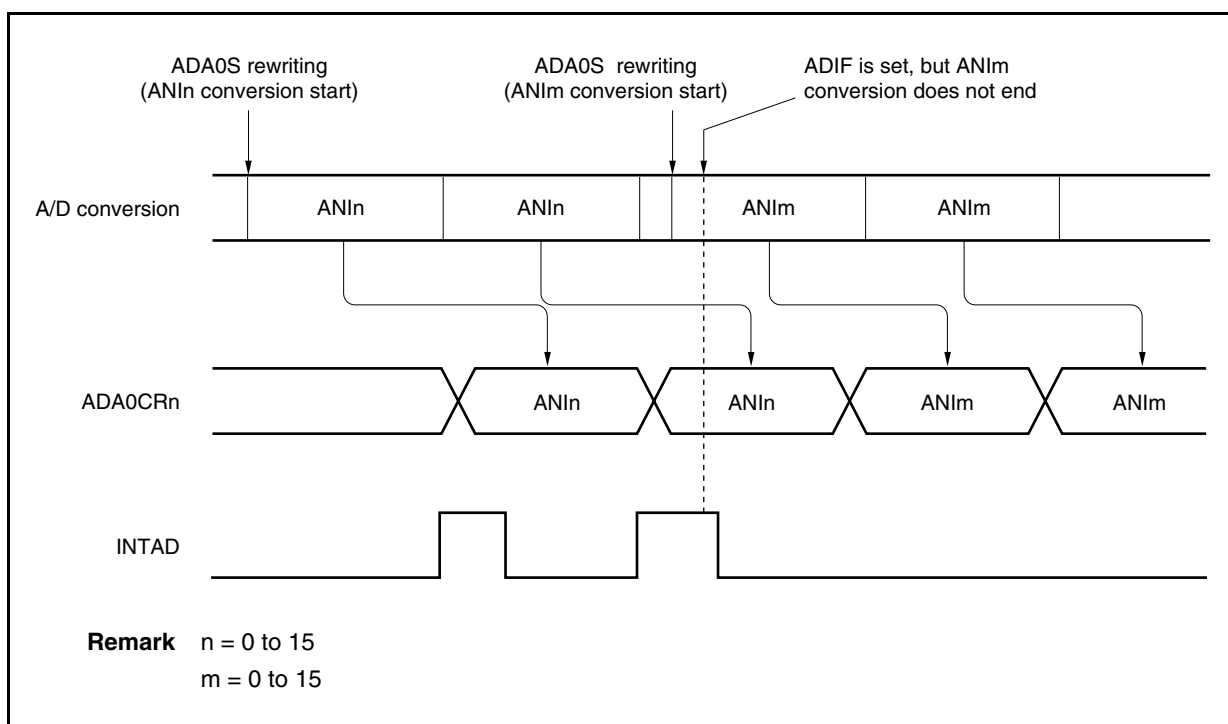 ADA0S rewriting
(ANIn conversion start)
ADA0S rewriting
(ANIm conversion start)
ADIF is set, but ANIm
conversion does not end
A/D conversion
ANIn
ANIn
ANIm
ANIm
ADA0CRn
ANIn
ANIn
ANIm
ANIm
INTAD
Remark n = 0 to 15
m = 0 to 15